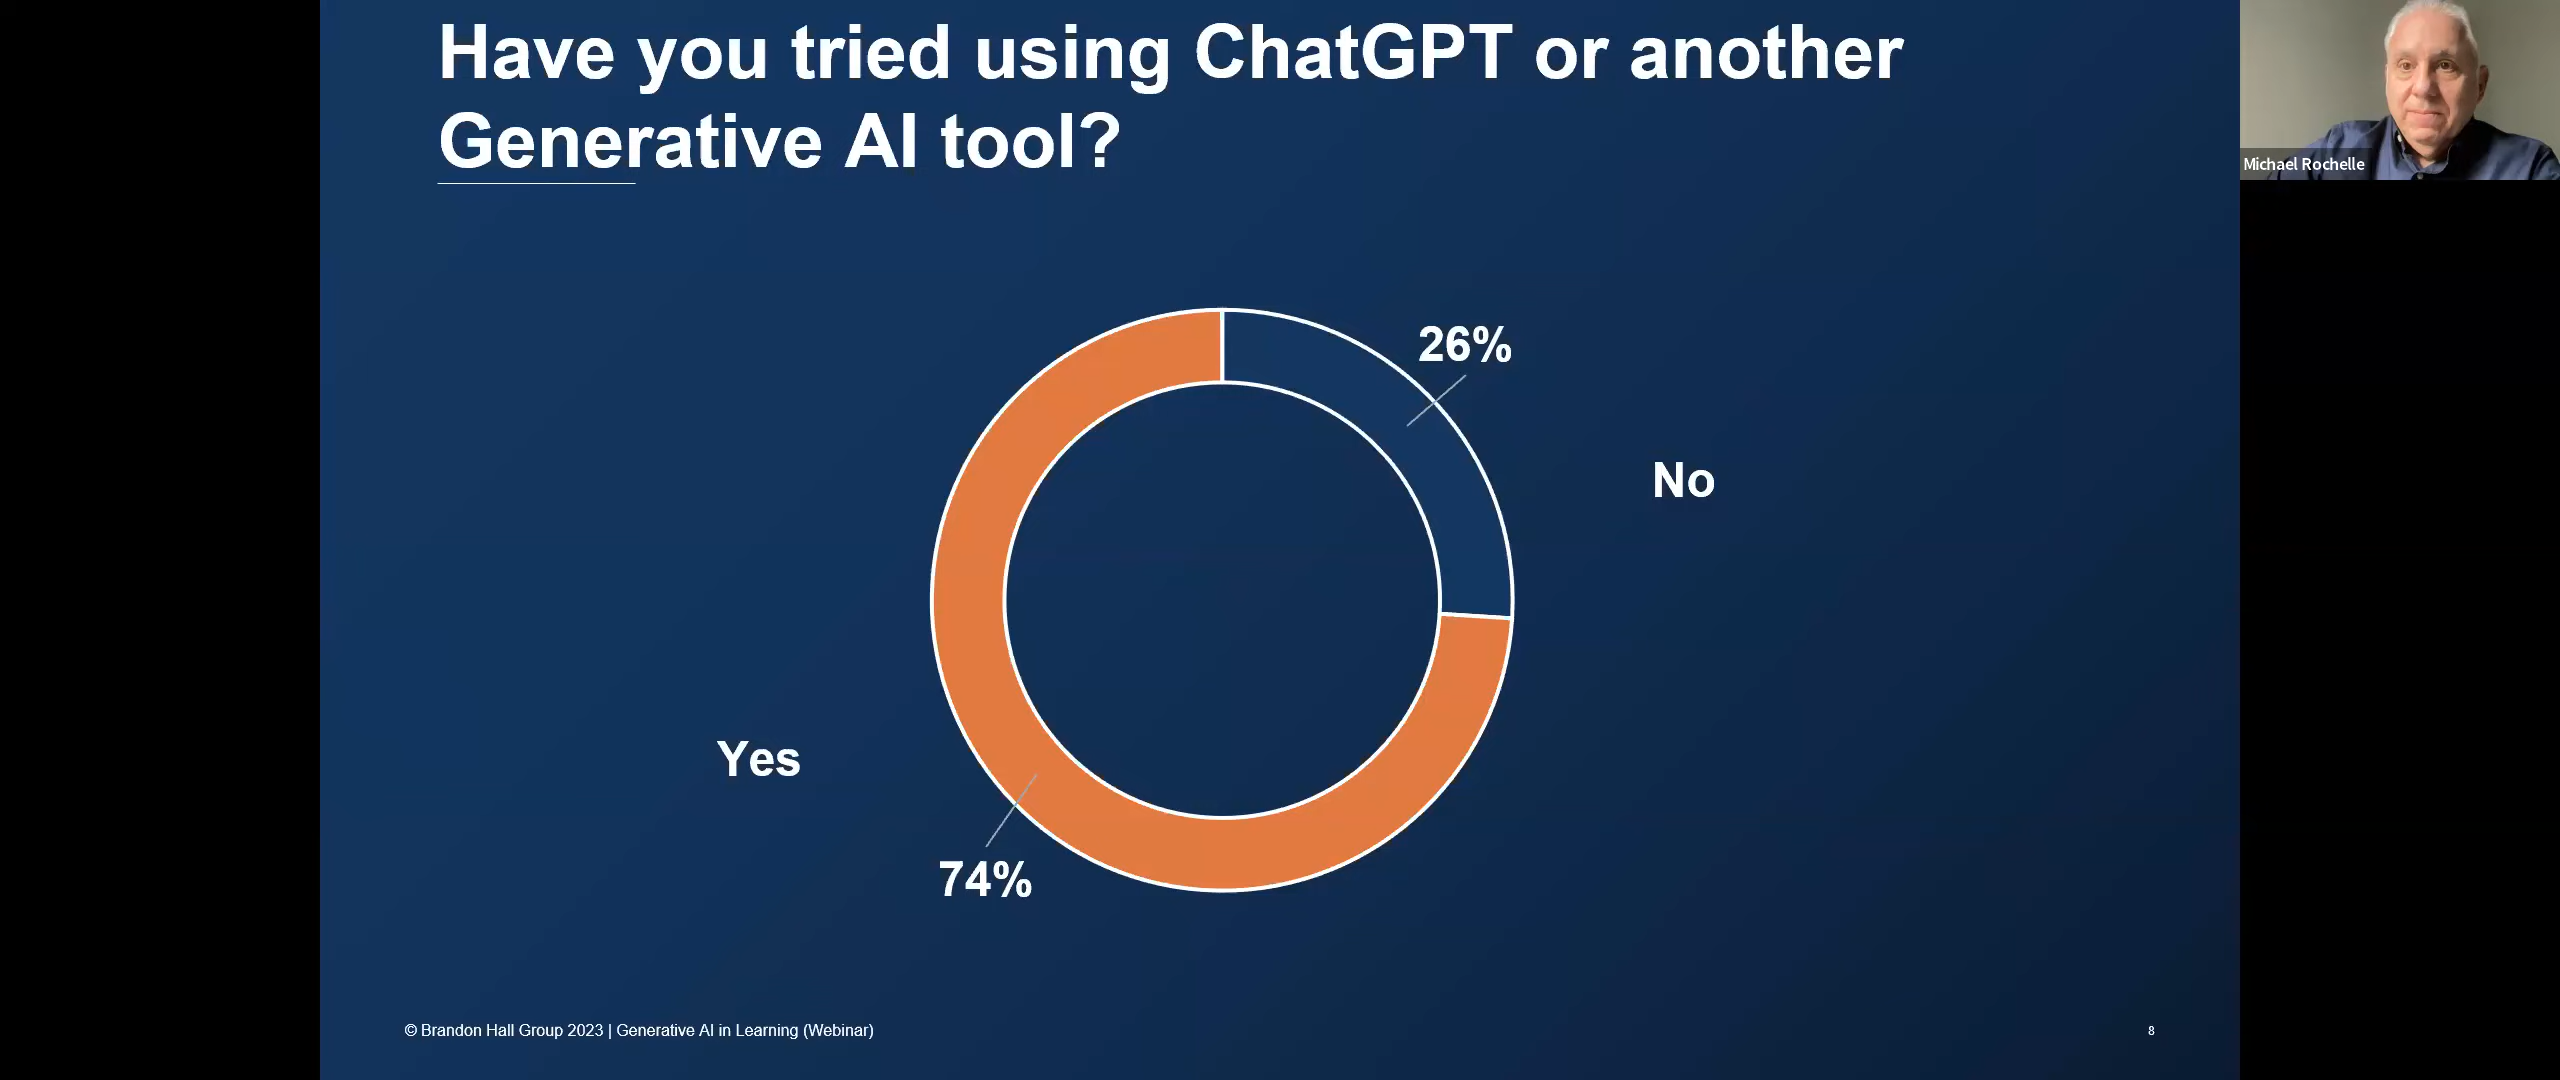 Have you tried using ChatGPT or another
Generative AI tool?
Michael Rochelle
26%
No
Yes
74%
© Brandon Hall Group 2023 | Generative AI in Learning (Webinar)
8